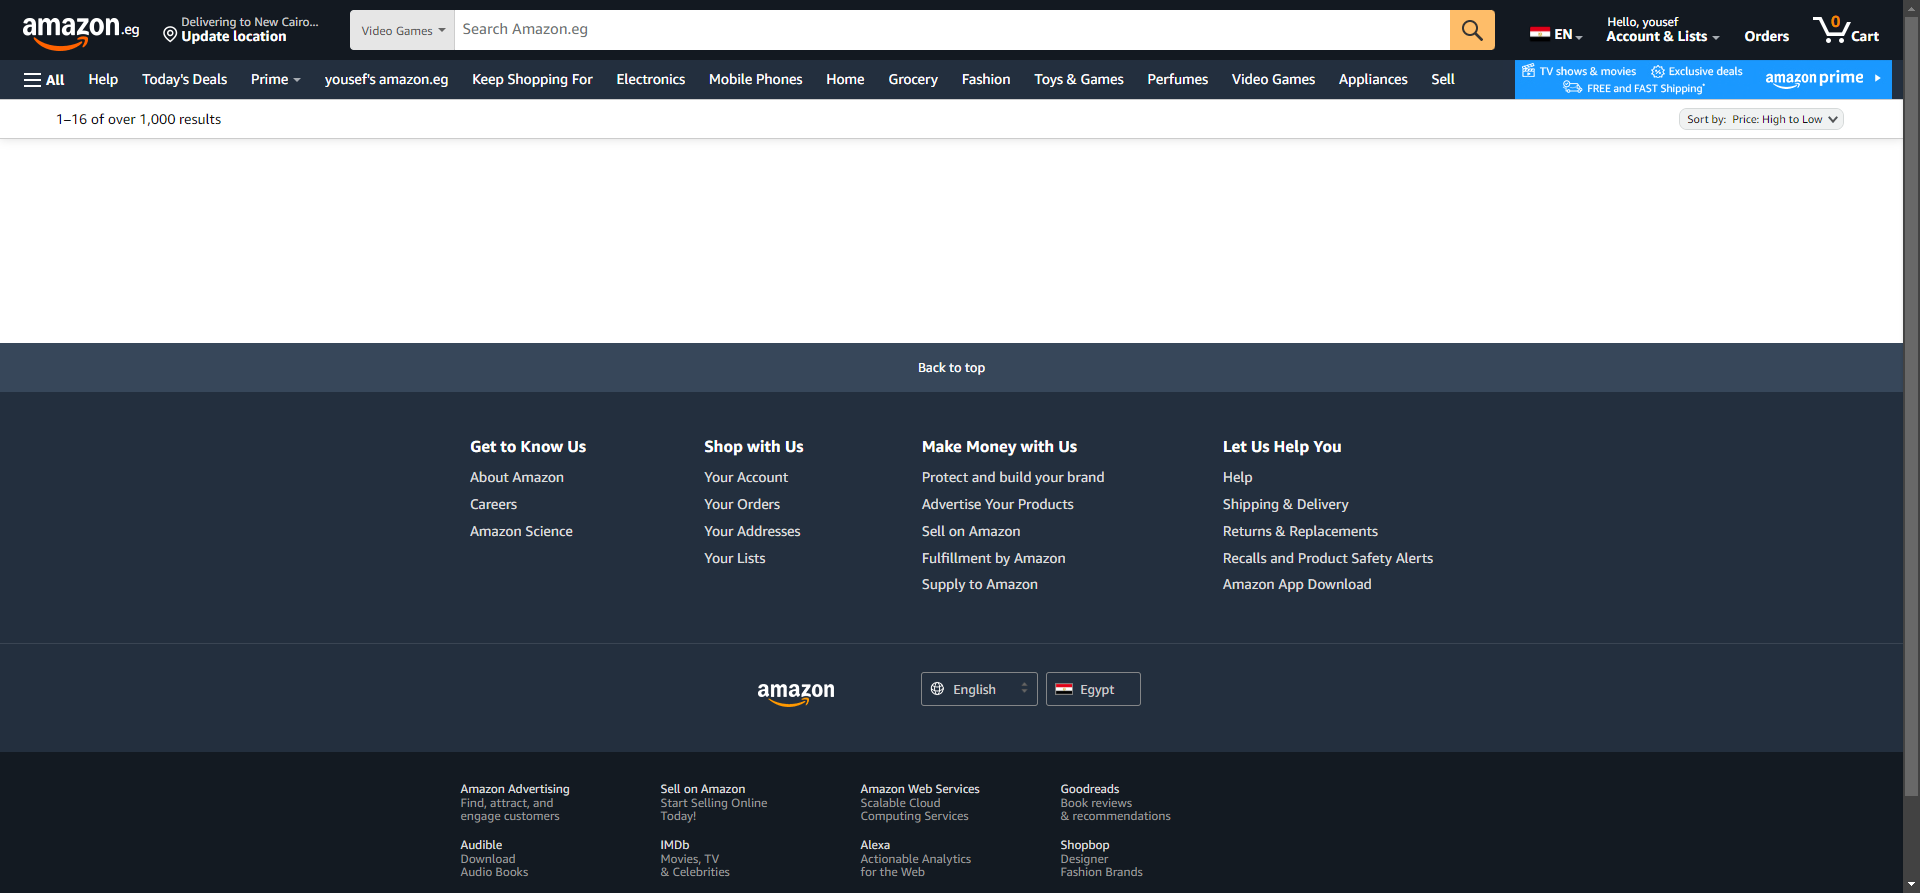 amazon.eg
Delivering to New Cairo...
Update location
Video Games
Search Amazon.eg
EN
Hello, yousef
Account & Lists
Orders
0
Cart
All
Help
Today's Deals
Prime
yousef's amazon.eg
Keep Shopping For
Electronics
Mobile Phones
Home
Grocery
Fashion
Toys & Games
Perfumes
Video Games
Appliances
Sell
TV shows & movies
Exclusive deals
FREE and FAST Shipping*
amazon prime
1–16 of over 1,000 results
Sort by: Price: High to Low
Back to top
Get to Know Us
About Amazon
Careers
Amazon Science
Shop with Us
Your Account
Your Orders
Your Addresses
Your Lists
Make Money with Us
Protect and build your brand
Advertise Your Products
Sell on Amazon
Fulfillment by Amazon
Supply to Amazon
Let Us Help You
Help
Shipping & Delivery
Returns & Replacements
Recalls and Product Safety Alerts
Amazon App Download
amazon
English
Egypt
Amazon Advertising
Find, attract, and
engage customers
Sell on Amazon
Start Selling Online
Today!
Amazon Web Services
Scalable Cloud
Computing Services
Goodreads
Book reviews
& recommendations
Audible
Download
Audio Books
IMDb
Movies, TV
& Celebrities
Alexa
Actionable Analytics
for the Web
Shopbop
Designer
Fashion Brands